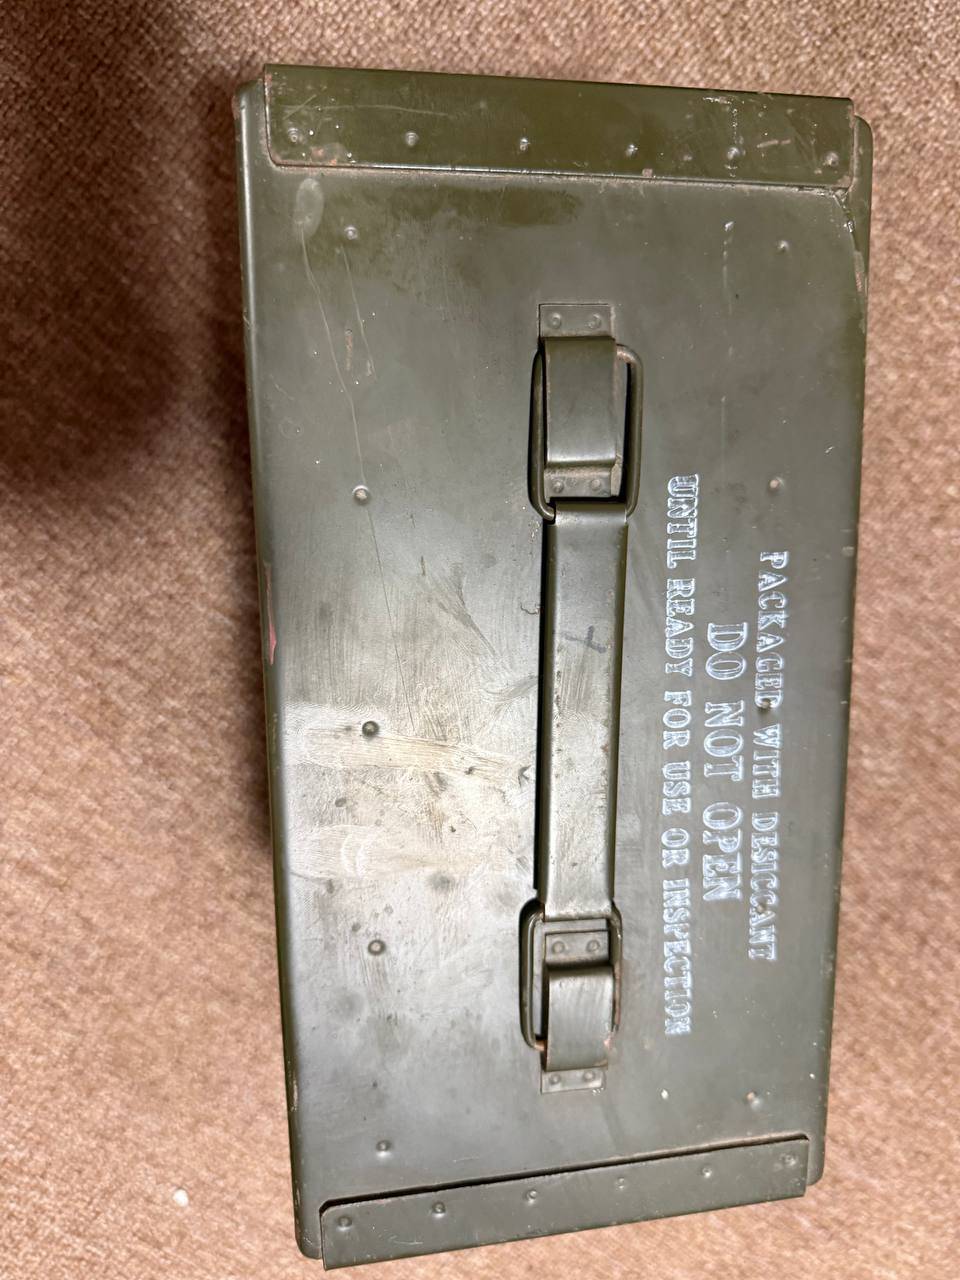 PACKAGED WITH DESICCANT
DO NOT OPEN
UNTIL READY FOR USE OR INSPECTION